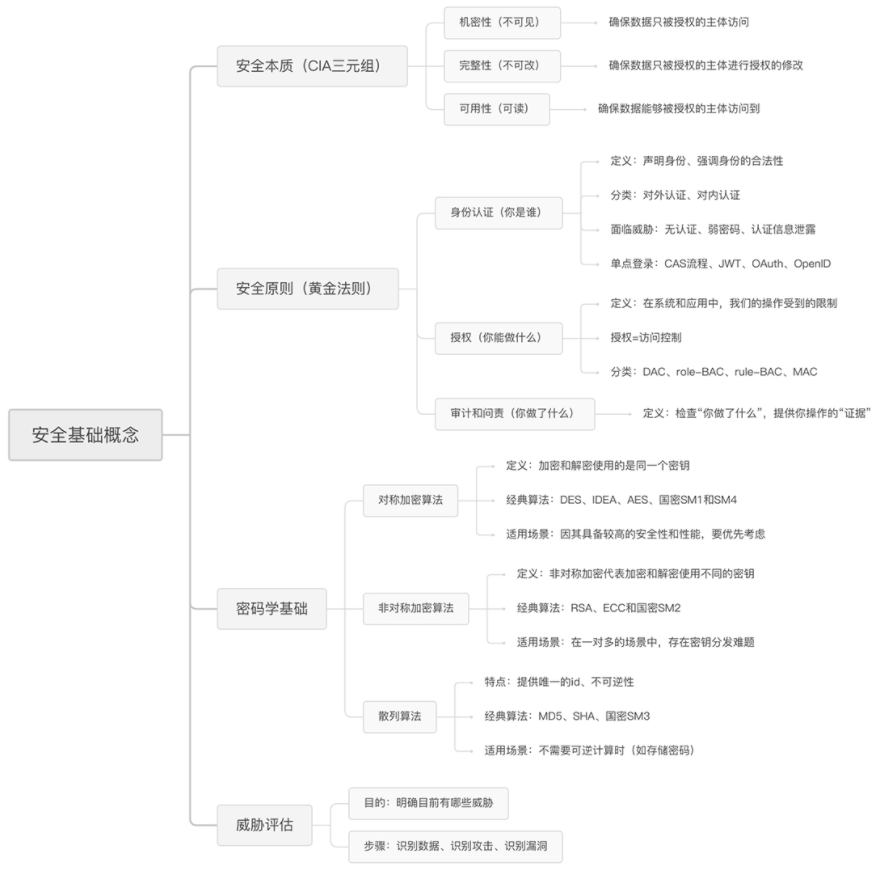 安全基础概念
安全本质（CIA三元组）
机密性（不可见）
确保数据只被授权的主体访问
完整性（不可改）
确保数据只被授权的主体进行授权的修改
可用性（可读）
确保数据能够被授权的主体访问到
安全原则（黄金法则）
身份认证（你是谁）
定义：声明身份、强调身份的合法性
分类：对外认证、对内认证
面临威胁：无认证、弱密码、认证信息泄露
单点登录：CAS流程、JWT、OAuth、OpenID
授权（你能做什么）
定义：在系统和应用中，我们的操作受到的限制
授权=访问控制
分类：DAC、role-BAC、rule-BAC、MAC
审计和问责（你做了什么）
定义：检查“你做了什么”，提供你操作的“证据”
密码学基础
对称加密算法
定义：加密和解密使用的是同一个密钥
经典算法：DES、IDEA、AES、国密SM1和SM4
适用场景：因其具备较高的安全性和性能，要优先考虑
非对称加密算法
定义：非对称加密代表加密和解密使用不同的密钥
经典算法：RSA、ECC和国密SM2
适用场景：在一对多的场景中，存在密钥分发难题
散列算法
特点：提供唯一的id、不可逆性
经典算法：MD5、SHA、国密SM3
适用场景：不需要可逆计算时（如存储密码）
威胁评估
目的：明确目前有哪些威胁
步骤：识别数据、识别攻击、识别漏洞